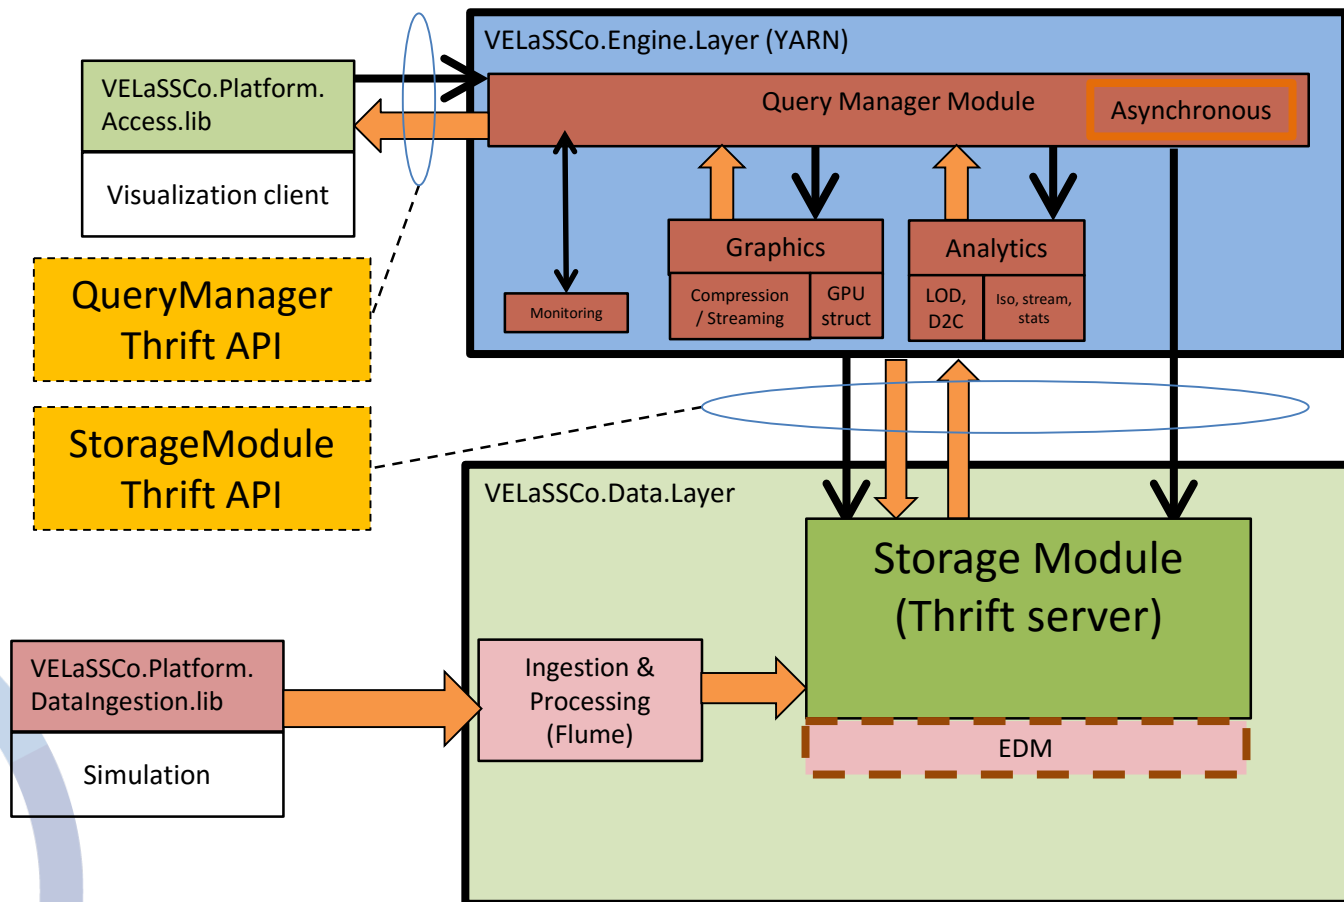 VELaSSCo.Engine.Layer (YARN)
VELaSSCo.Platform.
Access.lib
Visualization client
Query Manager Module
Asynchronous
Graphics
Compression
/ Streaming
GPU
struct
Analytics
LOD,
D2C
Iso, stream,
stats
Monitoring
QueryManager
Thrift API
StorageModule
Thrift API
VELaSSCo.Data.Layer
Storage Module
(Thrift server)
EDM
Ingestion &
Processing
(Flume)
VELaSSCo.Platform.
DataIngestion.lib
Simulation